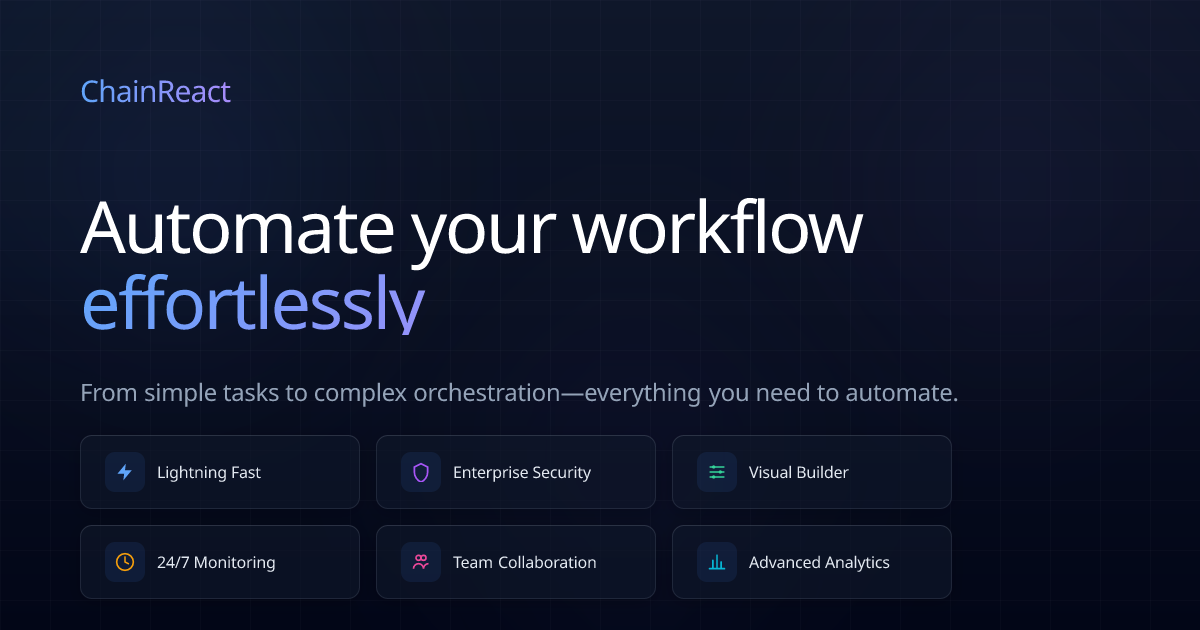 ChainReact
Automate your workflow
effortlessly
From simple tasks to complex orchestration—everything you need to automate.
Lightning Fast
Enterprise Security
Visual Builder
24/7 Monitoring
Team Collaboration
Advanced Analytics